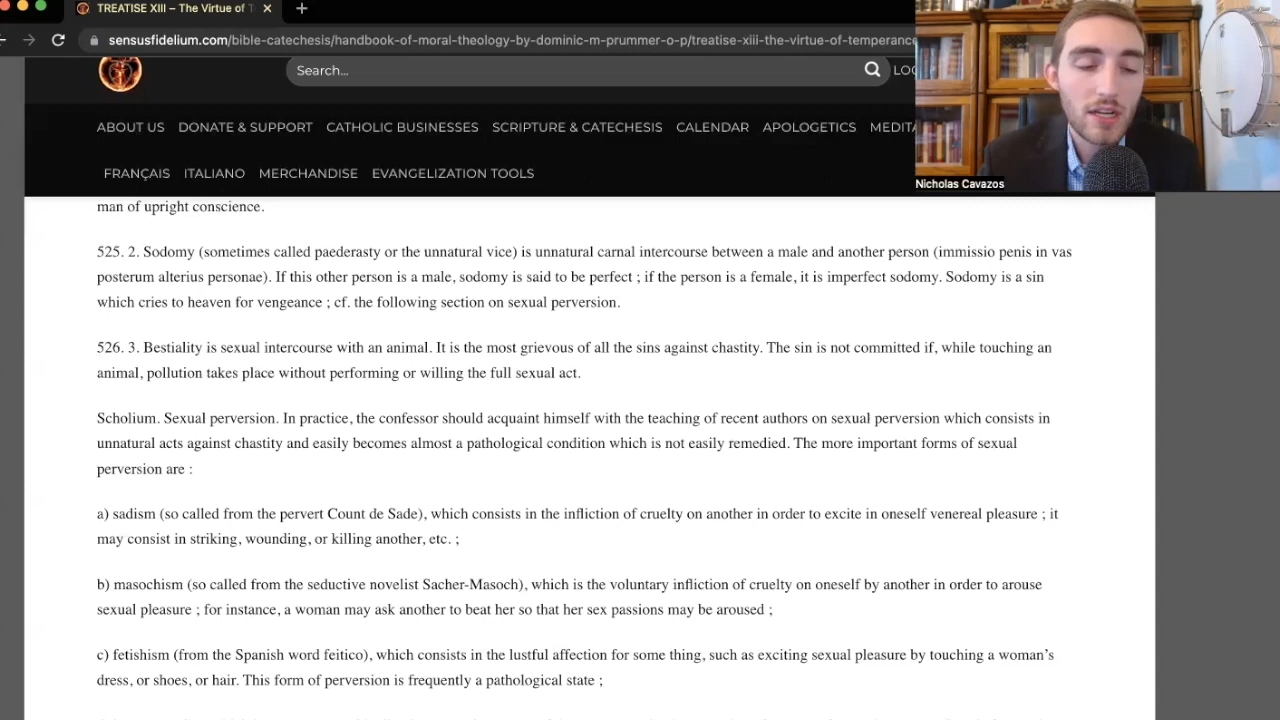 TREATISE XIII – The Virtue of T
sensusfidelium.com/bible-catechesis/handbook-of-moral-theology-by-dominic-m-prummer-o-p/treatise-xiii-the-virtue-of-temperance
Search...
LOG
ABOUT US DONATE & SUPPORT CATHOLIC BUSINESSES SCRIPTURE & CATECHESIS CALENDAR APOLOGETICS MEDITA
FRANÇAIS ITALIANO MERCHANDISE EVANGELIZATION TOOLS
Nicholas Cavazos
man of upright conscience.
525. 2. Sodomy (sometimes called paederasty or the unnatural vice) is unnatural carnal intercourse between a male and another person (immissio penis in vas
posterum alterius personae). If this other person is a male, sodomy is said to be perfect ; if the person is a female, it is imperfect sodomy. Sodomy is a sin
which cries to heaven for vengeance ; cf. the following section on sexual perversion.
526. 3. Bestiality is sexual intercourse with an animal. It is the most grievous of all the sins against chastity. The sin is not committed if, while touching an
animal, pollution takes place without performing or willing the full sexual act.
Scholium. Sexual perversion. In practice, the confessor should acquaint himself with the teaching of recent authors on sexual perversion which consists in
unnatural acts against chastity and easily becomes almost a pathological condition which is not easily remedied. The more important forms of sexual
perversion are :
a) sadism (so called from the pervert Count de Sade), which consists in the infliction of cruelty on another in order to excite in oneself venereal pleasure ; it
may consist in striking, wounding, or killing another, etc. ;
b) masochism (so called from the seductive novelist Sacher-Masoch), which is the voluntary infliction of cruelty on oneself by another in order to arouse
sexual pleasure ; for instance, a woman may ask another to beat her so that her sex passions may be aroused ;
c) fetishism (from the Spanish word feitico), which consists in the lustful affection for some thing, such as exciting sexual pleasure by touching a woman's
dress, or shoes, or hair. This form of perversion is frequently a pathological state ;